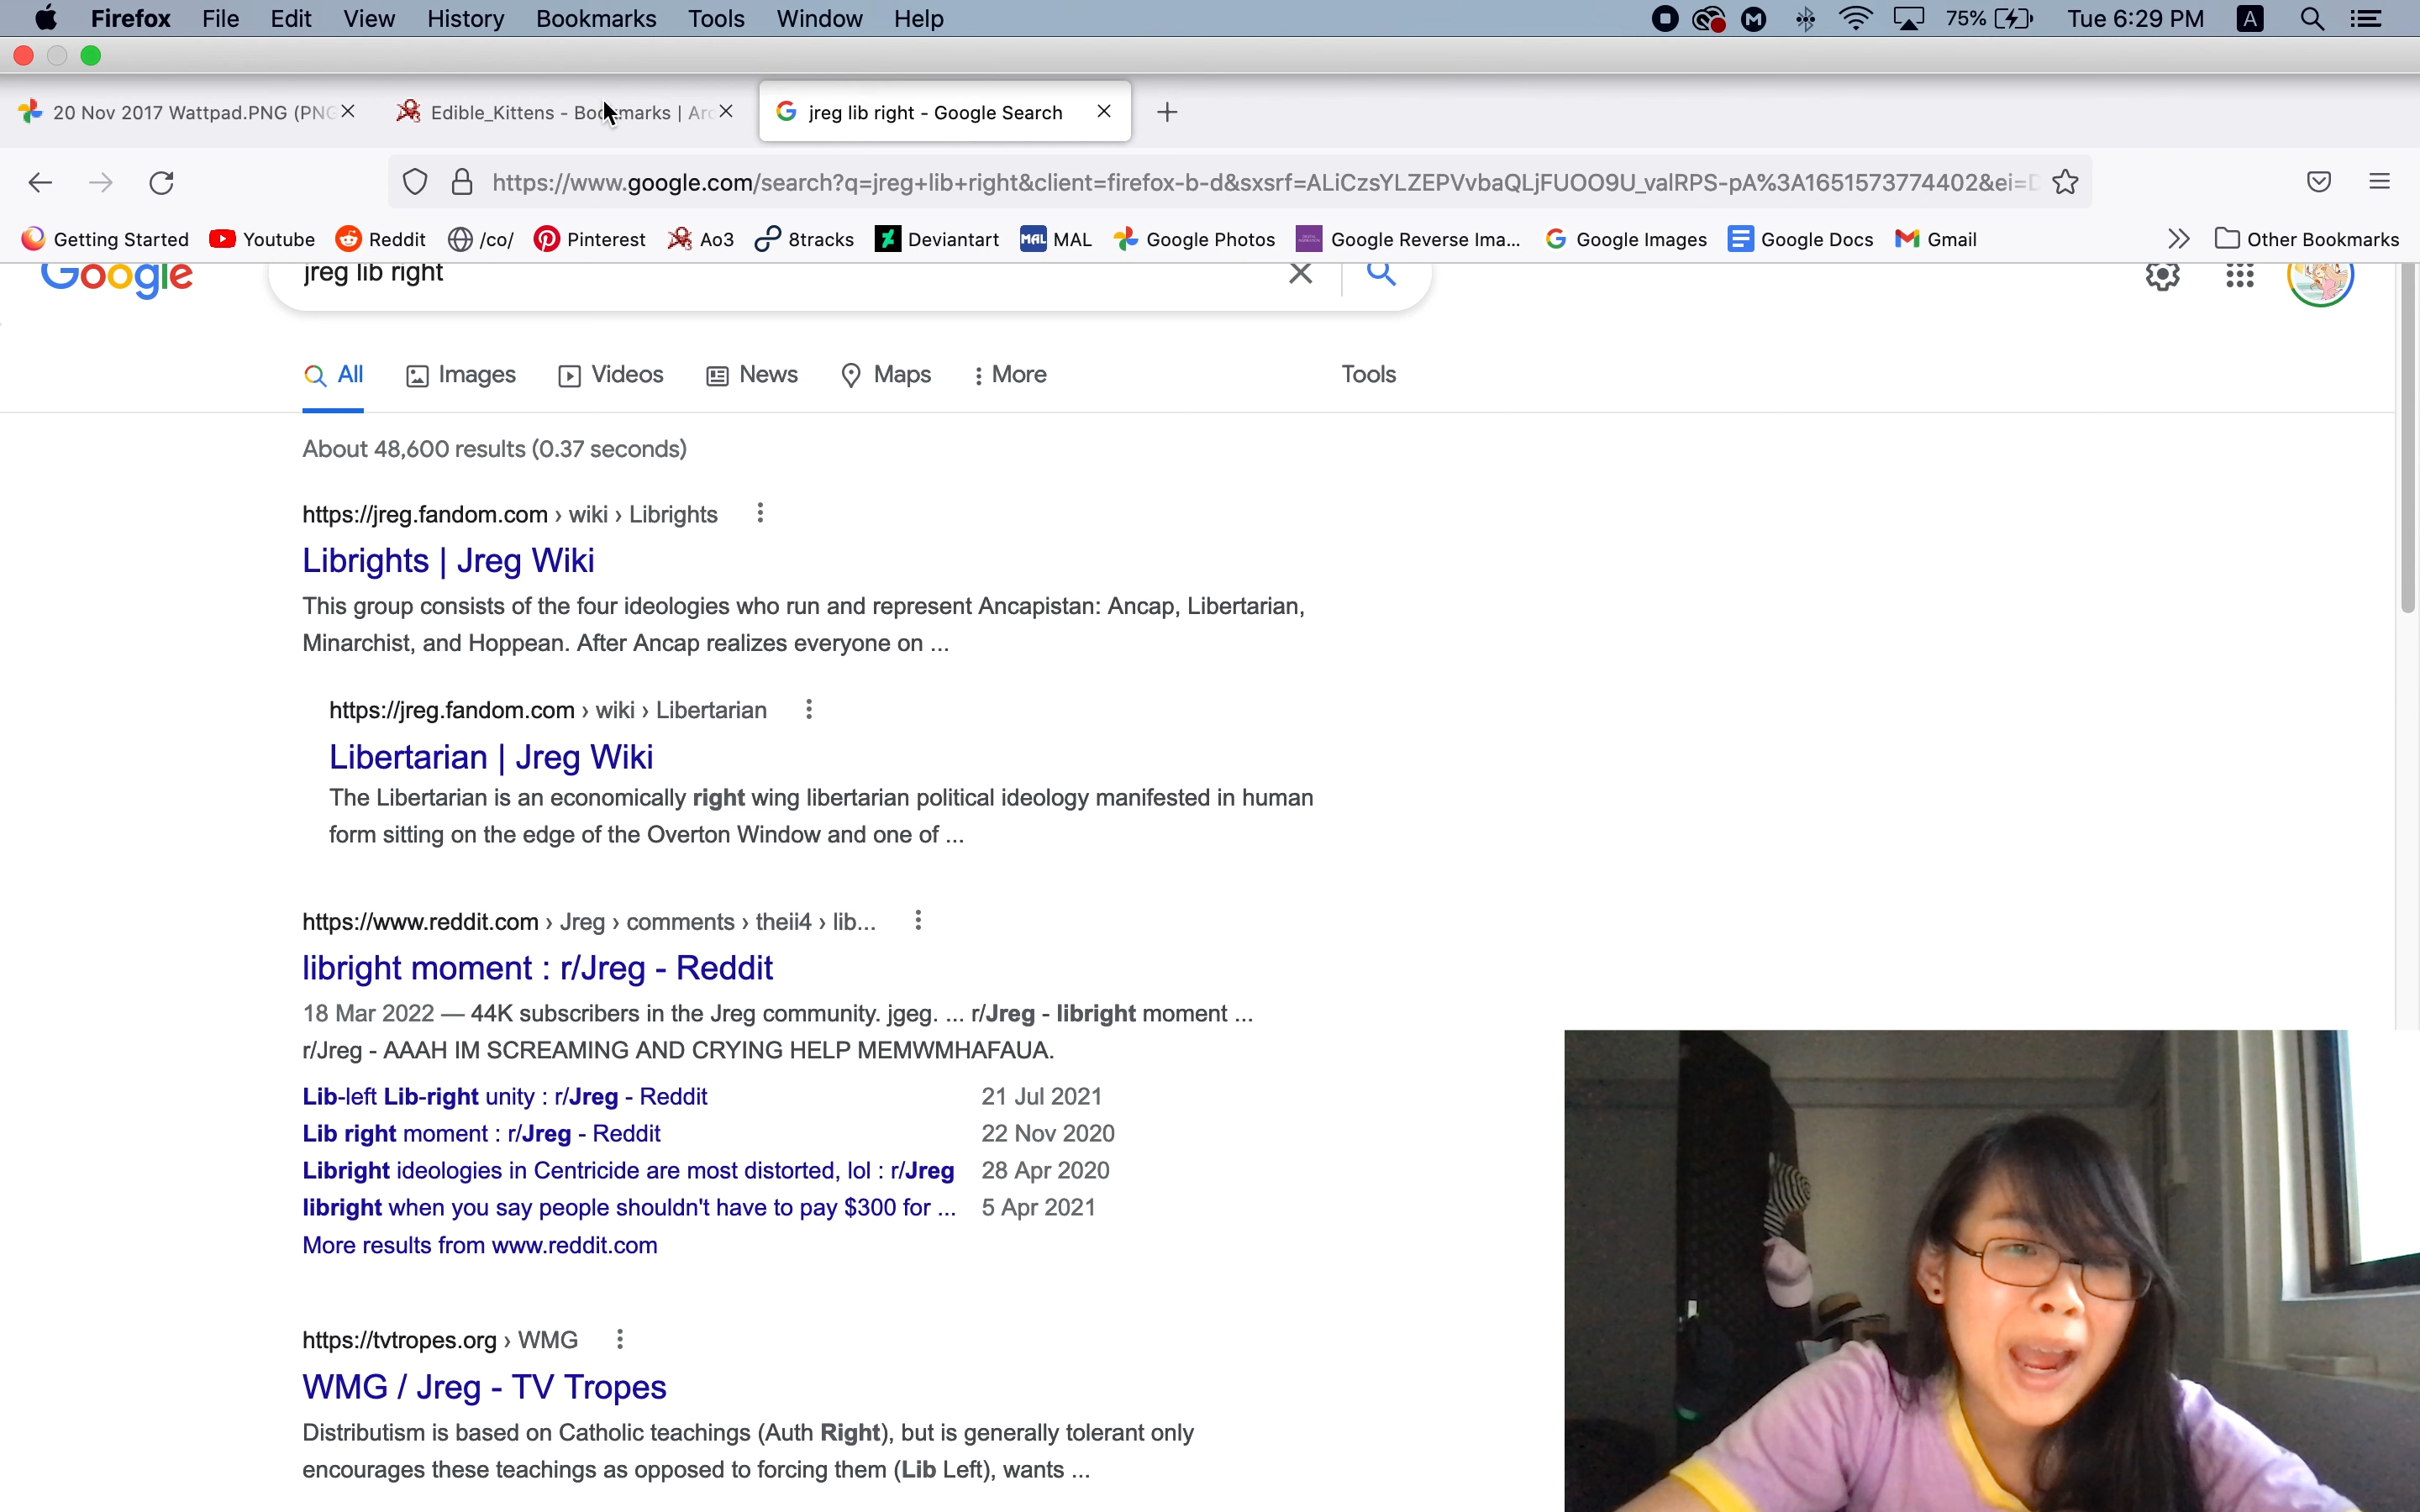 Firefox File Edit View History Bookmarks Tools Window Help 75% Tue 6:29 PM A
20 Nov 2017 Wattpad.PNG (PNG Edible_Kittens - Bookmarks | Arc jreg lib right - Google Search
https://www.google.com/search?q=jreg+lib+right&client=firefox-b-d&sxsrf=ALiCzsYLZEPVvbaQLjFUOO9U_valRPS-pA%3A1651573774402&ei=D
Getting Started Youtube Reddit /co/ Pinterest Ao3 8tracks Deviantart MAL MAL Google Photos Google Reverse Ima... Google Images Google Docs Gmail Other Bookmarks
Google jreg lib right
All Images Videos News Maps More Tools
About 48,600 results (0.37 seconds)
https://jreg.fandom.com › wiki › Librights
Librights | Jreg Wiki
This group consists of the four ideologies who run and represent Ancapistan: Ancap, Libertarian,
Minarchist, and Hoppean. After Ancap realizes everyone on ...
https://jreg.fandom.com › wiki › Libertarian
Libertarian | Jreg Wiki
The Libertarian is an economically right wing libertarian political ideology manifested in human
form sitting on the edge of the Overton Window and one of ...
https://www.reddit.com › Jreg › comments › theii4 › lib...
libright moment : r/Jreg - Reddit
18 Mar 2022 — 44K subscribers in the Jreg community. jgeg. ... r/Jreg - libright moment ...
r/Jreg - AAAH IM SCREAMING AND CRYING HELP MEMWMHAFAUA.
Lib-left Lib-right unity : r/Jreg - Reddit 21 Jul 2021
Lib right moment : r/Jreg - Reddit 22 Nov 2020
Libright ideologies in Centricide are most distorted, lol : r/Jreg 28 Apr 2020
libright when you say people shouldn't have to pay $300 for ... 5 Apr 2021
More results from www.reddit.com
https://tvtropes.org › WMG
WMG / Jreg - TV Tropes
Distributism is based on Catholic teachings (Auth Right), but is generally tolerant only
encourages these teachings as opposed to forcing them (Lib Left), wants ...